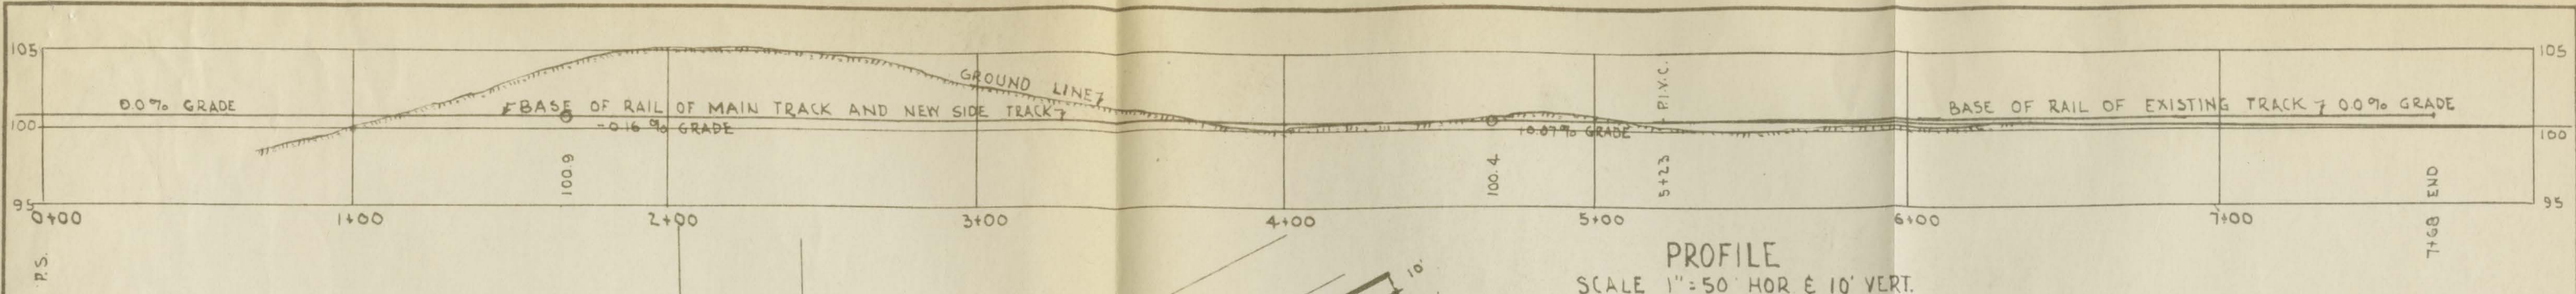 105
105
GROUND LINE
P.I.V.C.
0.0% GRADE
BASE OF RAIL OF MAIN TRACK AND NEW SIDE TRACK
BASE OF RAIL OF EXISTING TRACK 0.0% GRADE
100
-0.16% GRADE
+0.07% GRADE
100
100.9
100.4
5+23
7+68 END
95
95
0+00
1+00
2+00
3+00
4+00
5+00
6+00
7+00
P.S.
10'
PROFILE
SCALE 1"=50' HOR & 10' VERT.